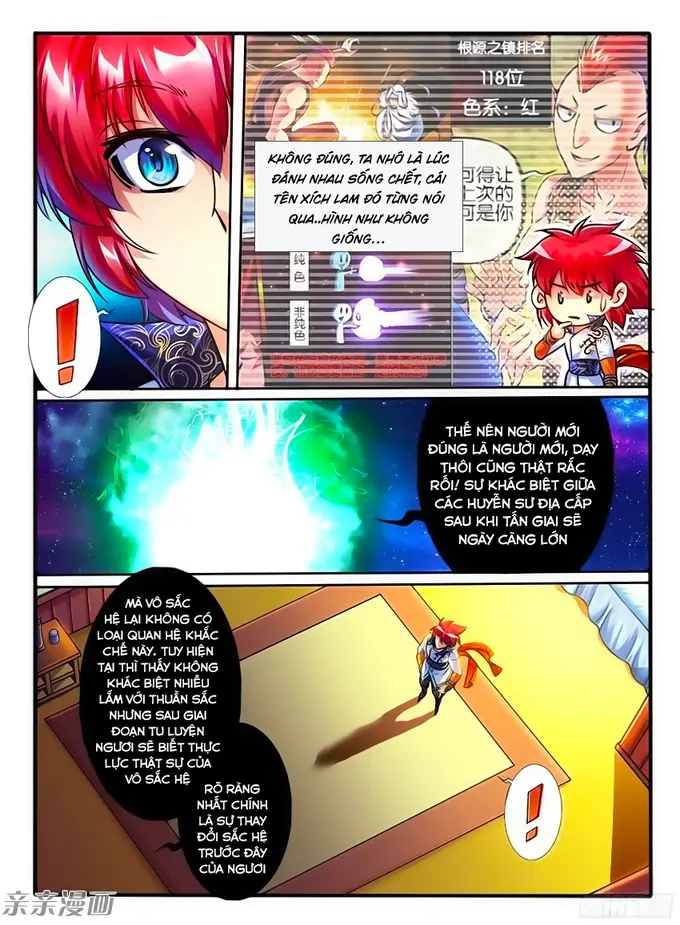 根源之镇排名
118位
色系：红
KHÔNG ĐÚNG, TA NHỚ LÀ LÚC
ĐÁNH NHAU SỐNG CHẾT, CÁI
TÊN XÍCH LAM ĐÓ TỪNG NÓI
QUA..HÌNH NHƯ KHÔNG
GIỐNG...
可得让
上次的
可是你
纯色
非纯色
!
THẾ NÊN NGƯỜI MỚI
ĐÚNG LÀ NGƯỜI MỚI, DẠY
THÔI CŨNG THẬT RẮC
RỐI! SỰ KHÁC BIỆT GIỮA
CÁC HUYỄN SƯ ĐỊA CẤP
SAU KHI TẤN GIAI SẼ
NGÀY CÀNG LỚN
MÀ VÔ SẮC
HỆ LẠI KHÔNG CÓ
LOẠI QUAN HỆ KHẮC
CHẾ NÀY. TUY HIỆN
TẠI THÌ THẤY KHÔNG
KHÁC BIỆT NHIỀU
LẮM VỚI THUẦN SẮC
NHƯNG SAU GIAI
ĐOẠN TU LUYỆN
NGƯƠI SẼ BIẾT THỰC
LỰC THẬT SỰ CỦA
VÔ SẮC HỆ
RÕ RÀNG
NHẤT CHÍNH
LÀ SỰ THAY
ĐỔI SẮC HỆ
TRƯỚC ĐÂY
CỦA NGƯƠI
!
亲亲漫画